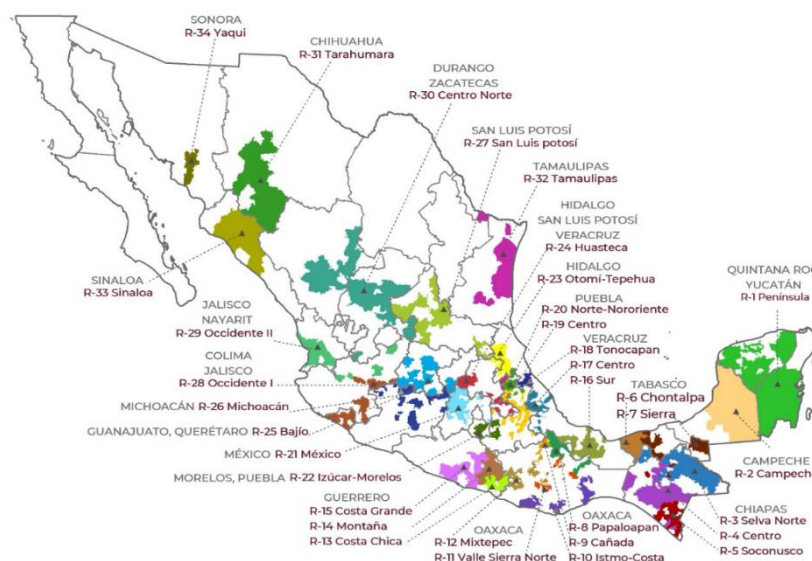 SONORA
R-34 Yaqui
CHIHUAHUA
R-31 Tarahumara
DURANGO
ZACATECAS
R-30 Centro Norte
SAN LUIS POTOSÍ
R-27 San Luis potosí
TAMAULIPAS
R-32 Tamaulipas
HIDALGO
SAN LUIS POTOSÍ
VERACRUZ
R-24 Huasteca
HIDALGO
R-23 Otomí-Tepehua
PUEBLA
R-20 Norte-Nororiente
R-19 Centro
VERACRUZ
R-18 Tonocapan
R-17 Centro
R-16 Sur
QUINTANA ROO
YUCATÁN
R-1 Península
TABASCO
R-6 Chontalpa
R-7 Sierra
CAMPECHE
R-2 Campech
CHIAPAS
R-3 Selva Norte
R-4 Centro
R-5 Soconusco
SINALOA
R-33 Sinaloa
JALISCO
NAYARIT
R-29 Occidente II
COLIMA
JALISCO
R-28 Occidente I
MICHOACÁN R-26 Michoacán
GUANAJUATO, QUERÉTARO R-25 Bajío
MÉXICO R-21 México
MORELOS, PUEBLA R-22 Izúcar-Morelos
GUERRERO
R-15 Costa Grande
R-14 Montaña
R-13 Costa Chica
OAXACA
R-12 Mixtepec
R-11 Valle Sierra Norte
OAXACA
R-8 Papaloapan
R-9 Cañada
R-10 Istmo-Costa